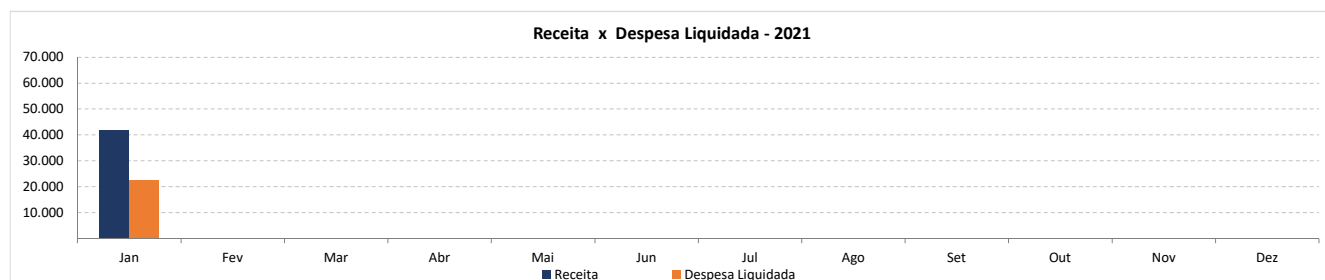 Receita x Despesa Liquidada - 2021
70.000
60.000
50.000
40.000
30.000
20.000
10.000
Jan Fev Mar Abr Mai Jun Jul Ago Set Out Nov Dez
Receita Despesa Liquidada